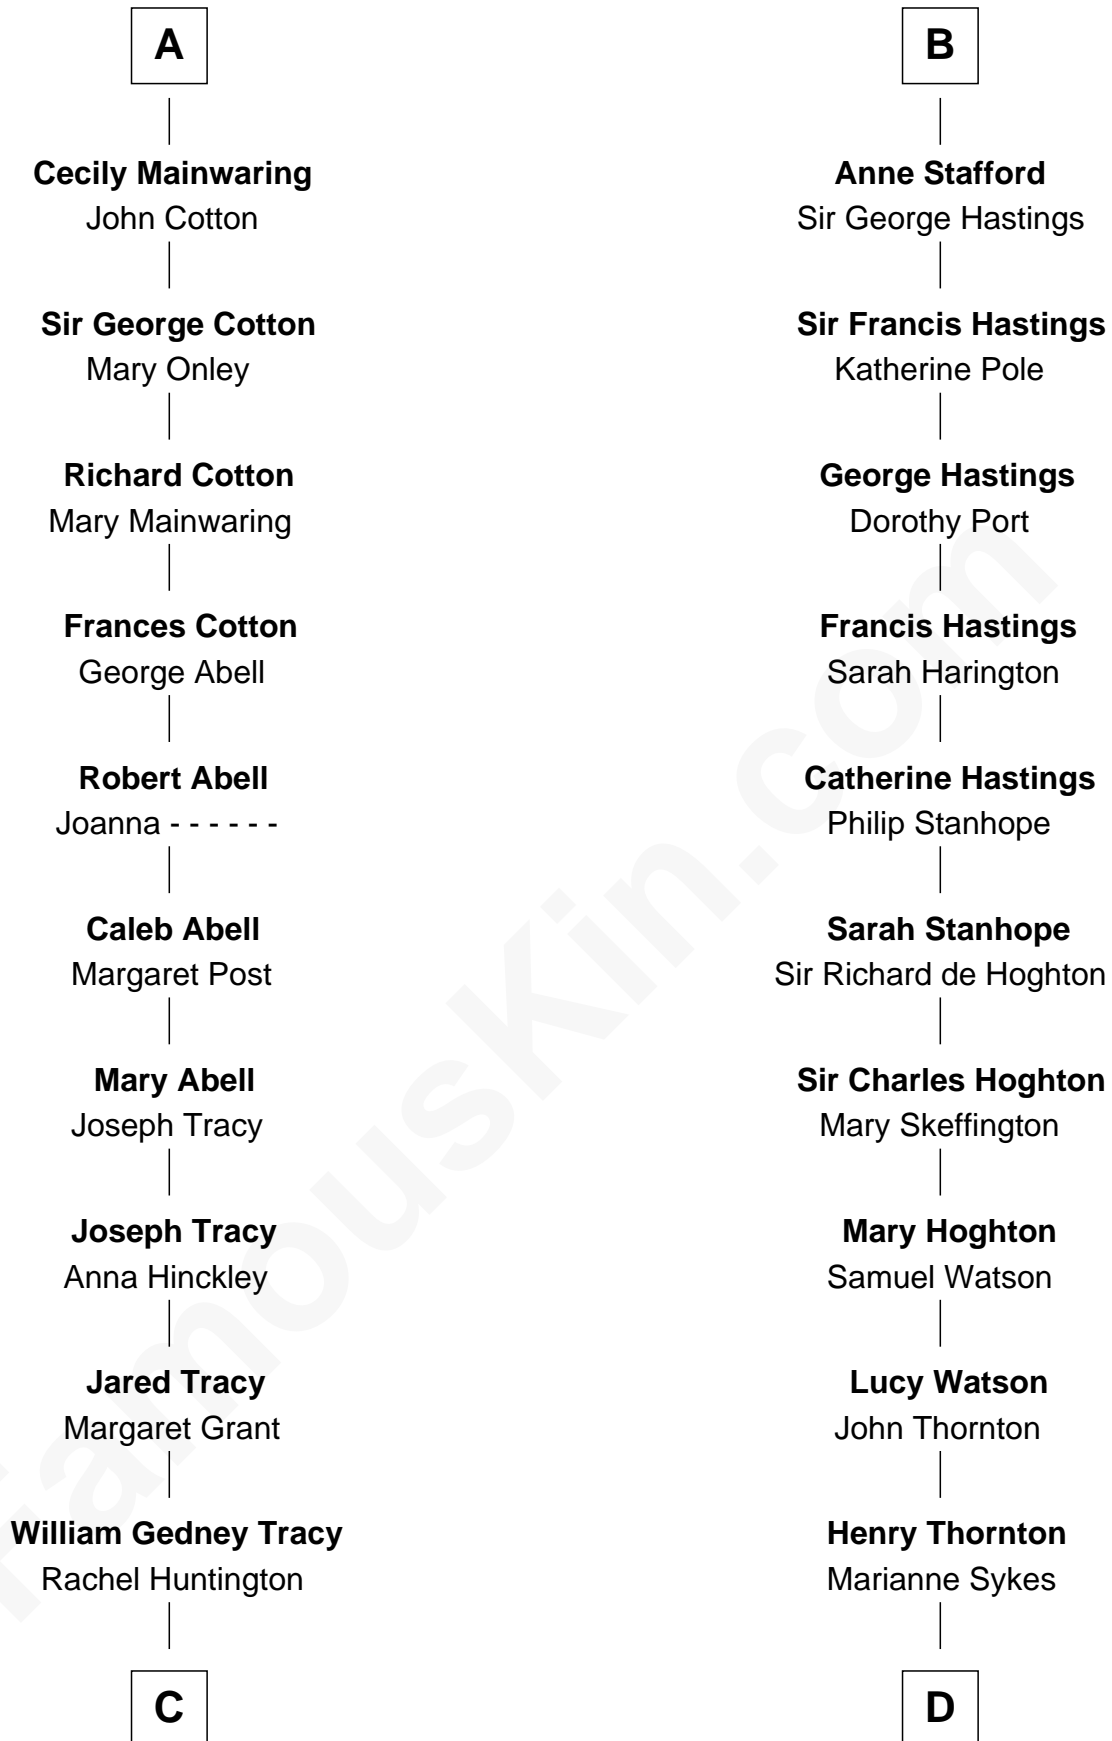 A
Cecily Mainwaring
John Cotton
Sir George Cotton
Mary Onley
Richard Cotton
Mary Mainwaring
Frances Cotton
George Abell
Robert Abell
Joanna - - - - - -
Caleb Abell
Margaret Post
Mary Abell
Joseph Tracy
Joseph Tracy
Anna Hinckley
Jared Tracy
Margaret Grant
William Gedney Tracy
Rachel Huntington
C
B
Anne Stafford
Sir George Hastings
Sir Francis Hastings
Katherine Pole
George Hastings
Dorothy Port
Francis Hastings
Sarah Harington
Catherine Hastings
Philip Stanhope
Sarah Stanhope
Sir Richard de Hoghton
Sir Charles Hoghton
Mary Skeffington
Mary Hoghton
Samuel Watson
Lucy Watson
John Thornton
Henry Thornton
Marianne Sykes
D
FamousKin.com